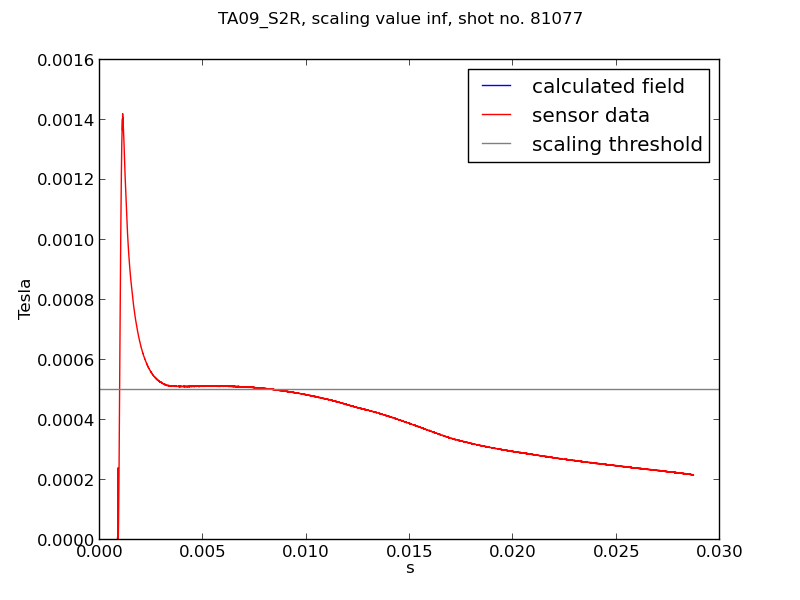 TA09_S2R, scaling value inf, shot no. 81077
0.0016
0.0014
0.0012
0.0010
0.0008
0.0006
0.0004
0.0002
0.0000
Tesla
calculated field
sensor data
scaling threshold
0.000 0.005 0.010 0.015 0.020 0.025 0.030
s